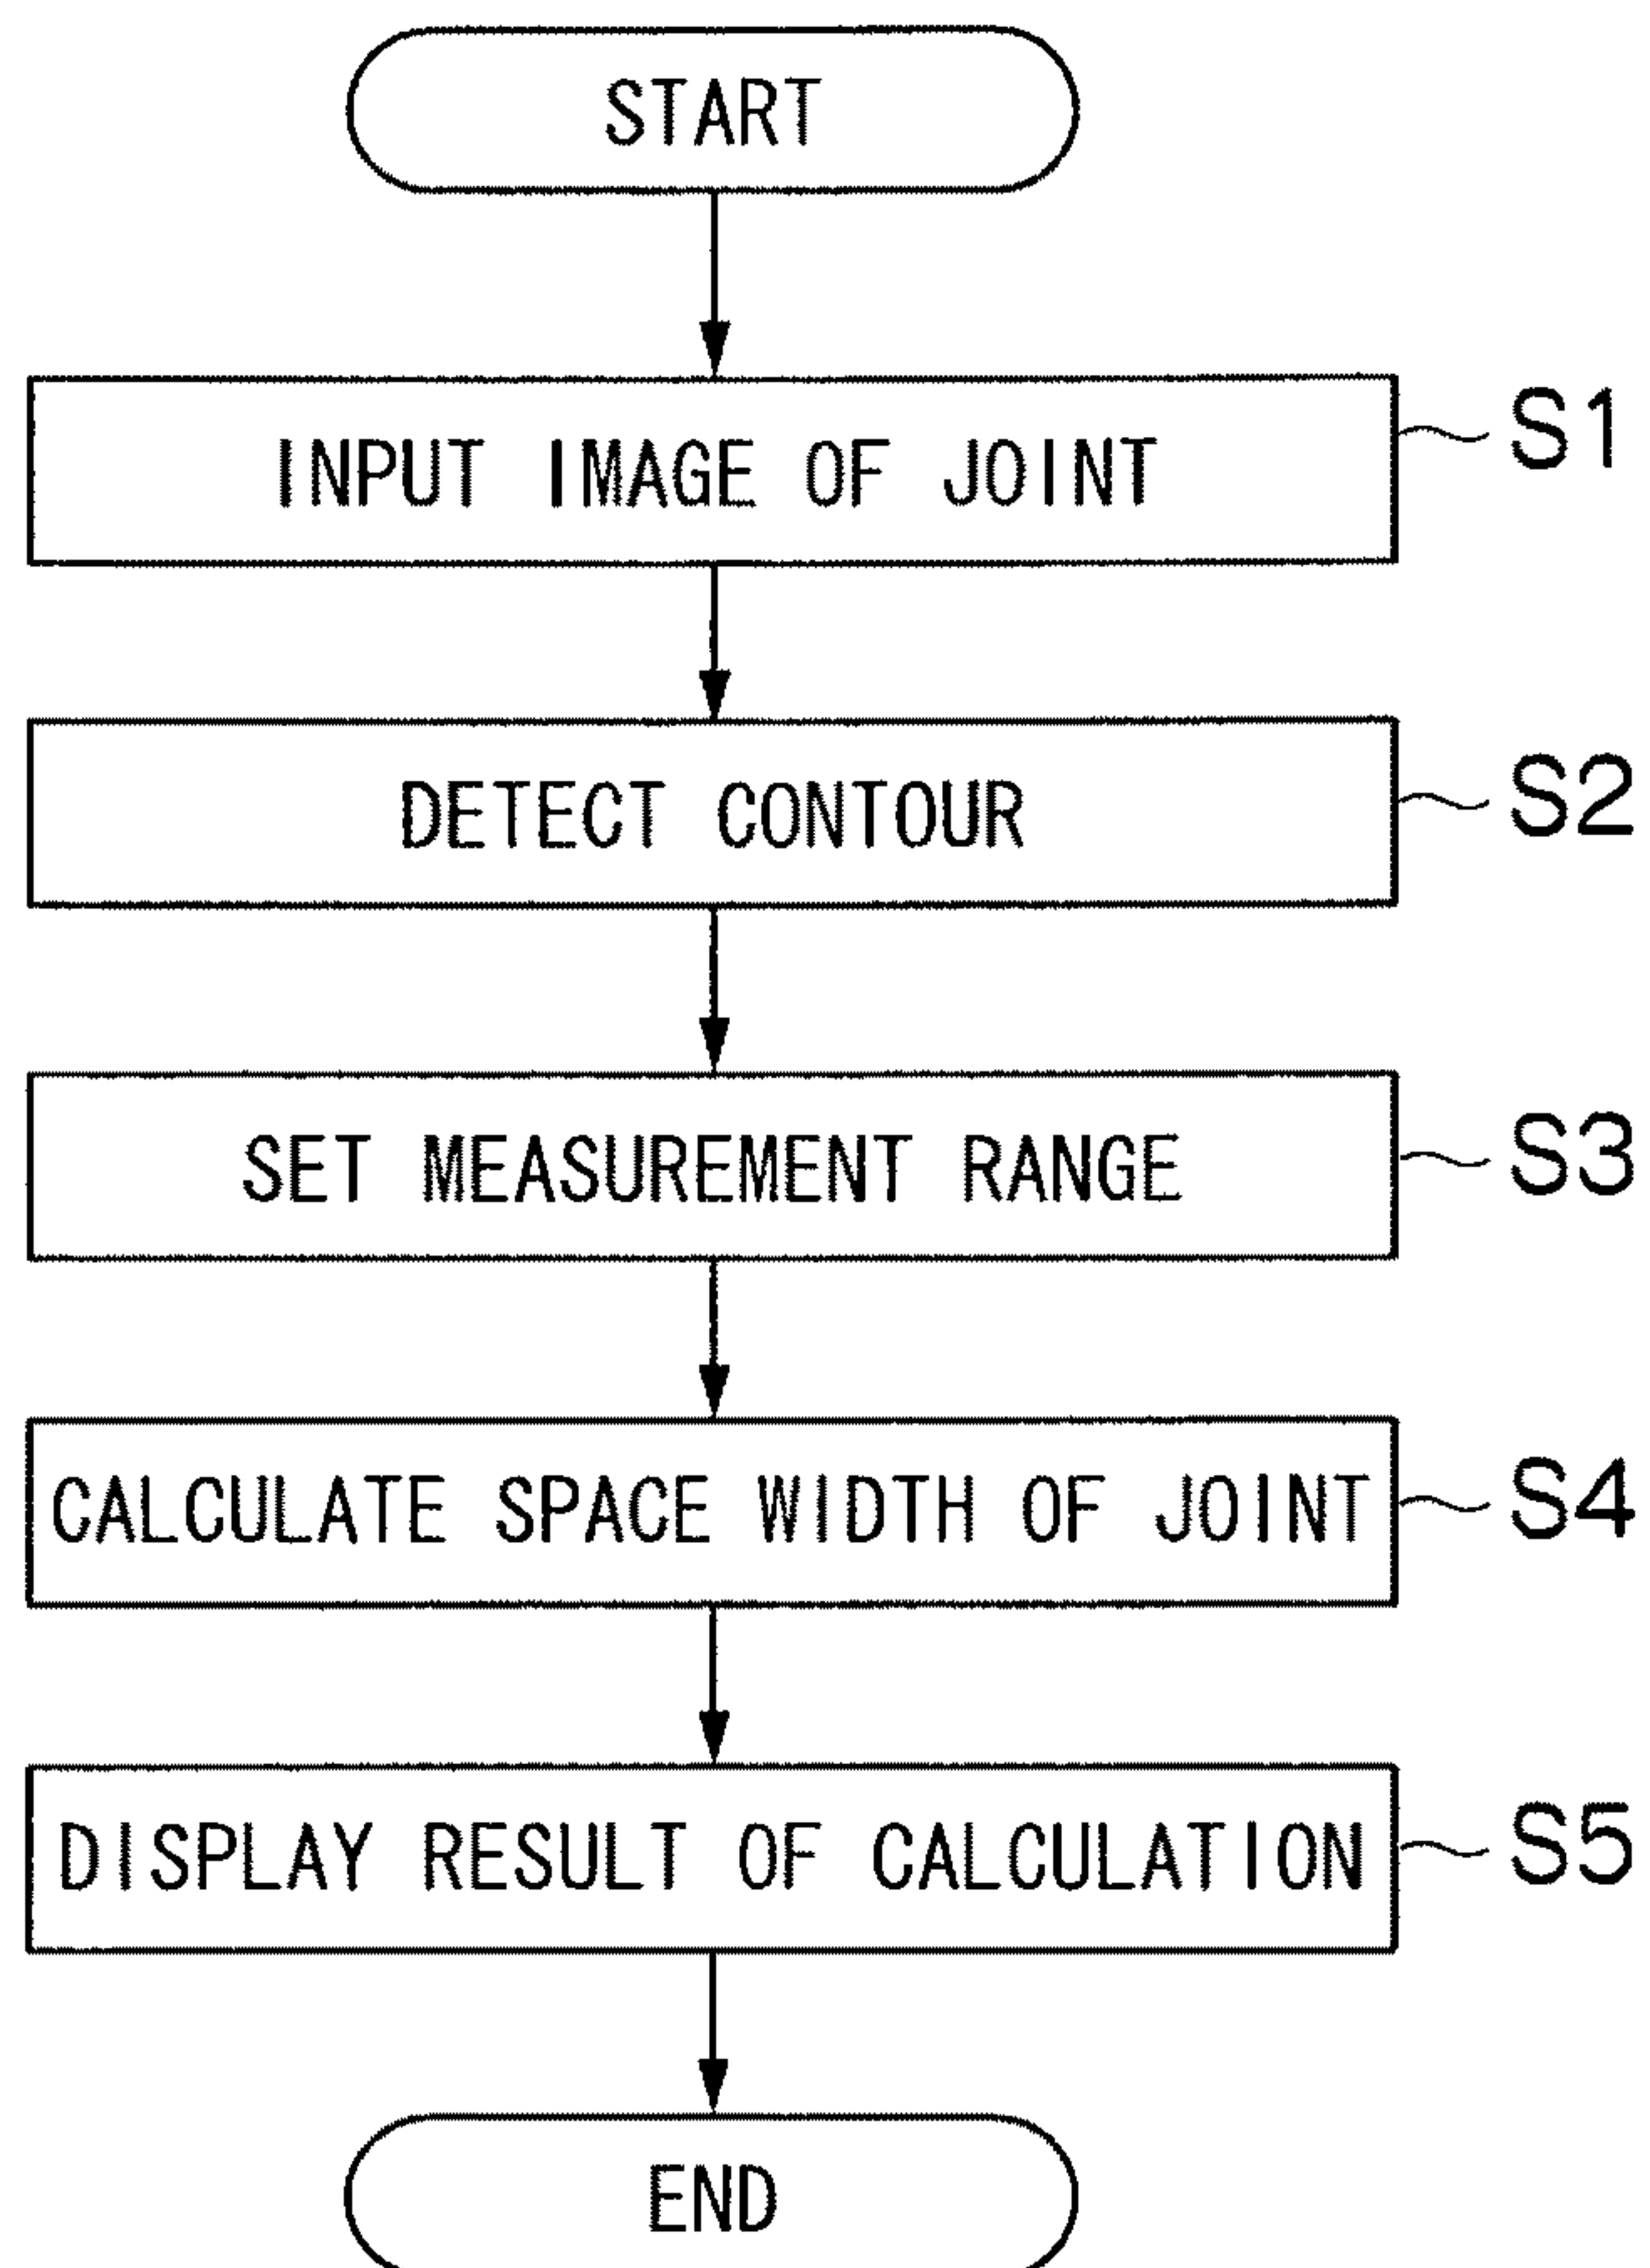 START
INPUT IMAGE OF JOINT
S1
DETECT CONTOUR
S2
SET MEASUREMENT RANGE
S3
CALCULATE SPACE WIDTH OF JOINT
S4
DISPLAY RESULT OF CALCULATION
S5
END